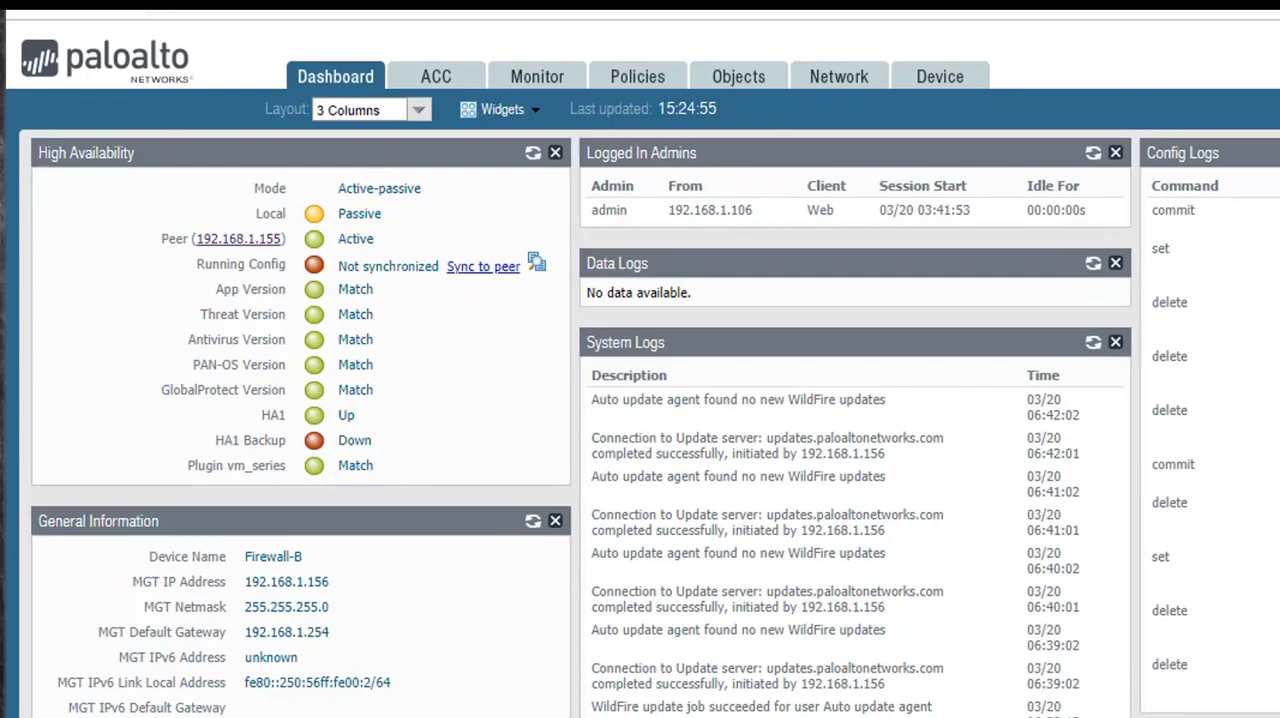 paloalto
NETWORKS
Dashboard ACC Monitor Policies Objects Network Device
Layout: 3 Columns Widgets Last updated: 15:24:55
High Availability
Mode Active-passive
Local Passive
Peer (192.168.1.155) Active
Running Config Not synchronized Sync to peer
App Version Match
Threat Version Match
Antivirus Version Match
PAN-OS Version Match
GlobalProtect Version Match
HA1 Up
HA1 Backup Down
Plugin vm_series Match
General Information
Device Name Firewall-B
MGT IP Address 192.168.1.156
MGT Netmask 255.255.255.0
MGT Default Gateway 192.168.1.254
MGT IPv6 Address unknown
MGT IPv6 Link Local Address fe80::250:56ff:fe00:2/64
MGT IPv6 Default Gateway
Logged In Admins
Admin From Client Session Start Idle For
admin 192.168.1.106 Web 03/20 03:41:53 00:00:00s
Data Logs
No data available.
System Logs
Description Time
Auto update agent found no new WildFire updates 03/20
06:42:02
Connection to Update server: updates.paloaltonetworks.com 03/20
completed successfully, initiated by 192.168.1.156 06:42:01
Auto update agent found no new WildFire updates 03/20
06:41:02
Connection to Update server: updates.paloaltonetworks.com 03/20
completed successfully, initiated by 192.168.1.156 06:41:01
Auto update agent found no new WildFire updates 03/20
06:40:02
Connection to Update server: updates.paloaltonetworks.com 03/20
completed successfully, initiated by 192.168.1.156 06:40:01
Auto update agent found no new WildFire updates 03/20
06:39:02
Connection to Update server: updates.paloaltonetworks.com 03/20
completed successfully, initiated by 192.168.1.156 06:39:02
WildFire update job succeeded for user Auto update agent 03/20
Config Logs
Command
commit
set
delete
delete
delete
commit
delete
set
delete
delete